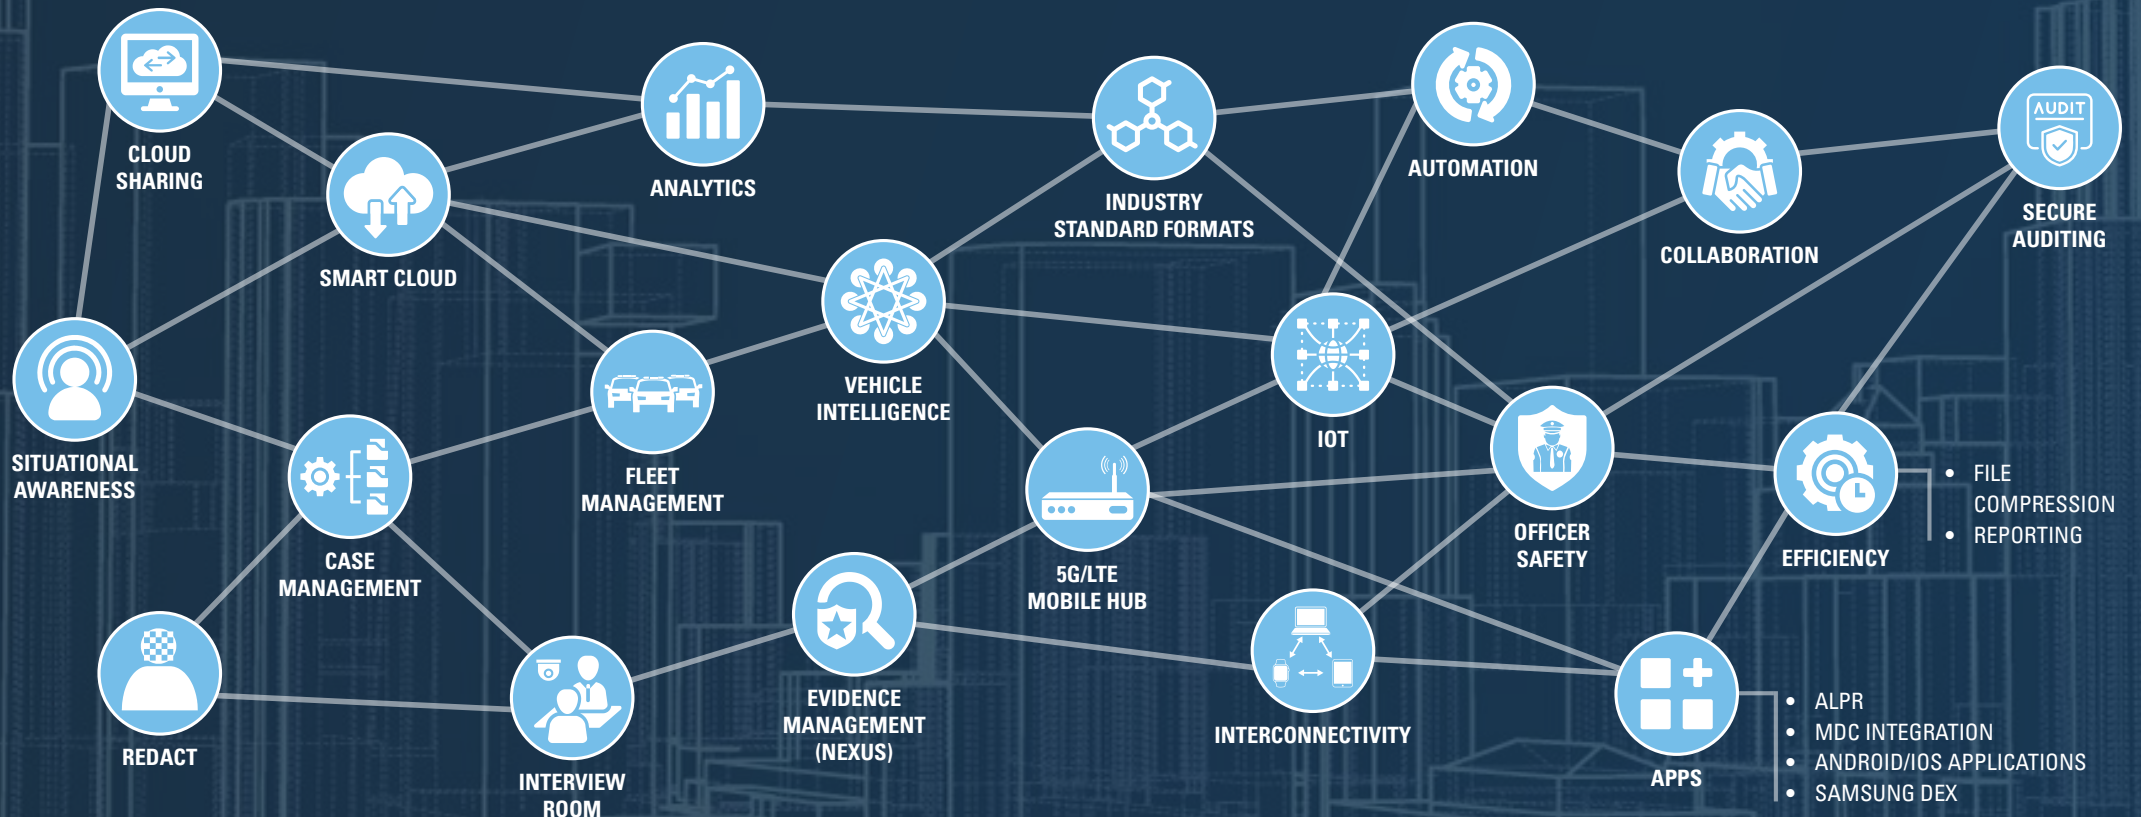 CLOUD
SHARING
SMART CLOUD
ANALYTICS
INDUSTRY
STANDARD FORMATS
AUTOMATION
COLLABORATION
AUDIT
SECURE
AUDITING
SITUATIONAL
AWARENESS
CASE
MANAGEMENT
FLEET
MANAGEMENT
VEHICLE
INTELLIGENCE
IOT
5G/LTE
MOBILE HUB
OFFICER
SAFETY
EFFICIENCY
• FILE
COMPRESSION
• REPORTING
REDACT
INTERVIEW
ROOM
EVIDENCE
MANAGEMENT
(NEXUS)
INTERCONNECTIVITY
APPS
• ALPR
• MDC INTEGRATION
• ANDROID/IOS APPLICATIONS
• SAMSUNG DEX